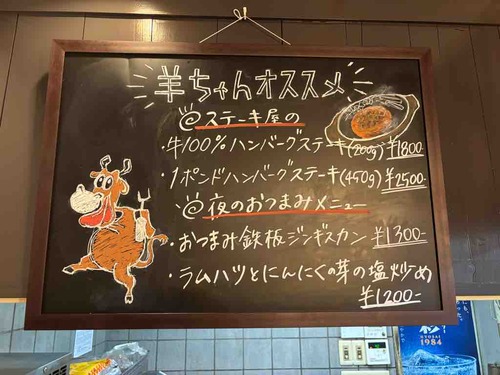 羊ちゃんオススメ
@ステーキ屋の
・牛100%ハンバーグステーキ(200g)¥1800-
・1ポンドハンバーグステーキ(450g)¥2500-
@夜のおつまみメニュー
・おつまみ鉄板ジンギスカン ¥1300-
・ラムハツとにんにくの芽の塩炒め
¥1200-
KYOSAI
1984